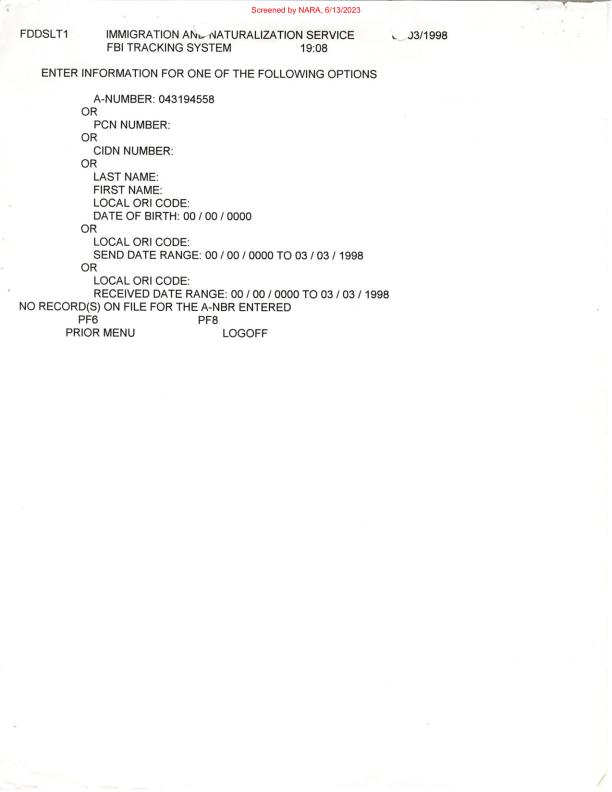 Screened by NARA, 6/13/2023
FDDSLT1 IMMIGRATION AND NATURALIZATION SERVICE 03/1998
FBI TRACKING SYSTEM 19:08
ENTER INFORMATION FOR ONE OF THE FOLLOWING OPTIONS
A-NUMBER: 043194558
OR
PCN NUMBER:
OR
CIDN NUMBER:
OR
LAST NAME:
FIRST NAME:
LOCAL ORI CODE:
DATE OF BIRTH: 00 / 00 / 0000
OR
LOCAL ORI CODE:
SEND DATE RANGE: 00 / 00 / 0000 TO 03 / 03 / 1998
OR
LOCAL ORI CODE:
RECEIVED DATE RANGE: 00 / 00 / 0000 TO 03 / 03 / 1998
NO RECORD(S) ON FILE FOR THE A-NBR ENTERED
PF6 PF8
PRIOR MENU LOGOFF